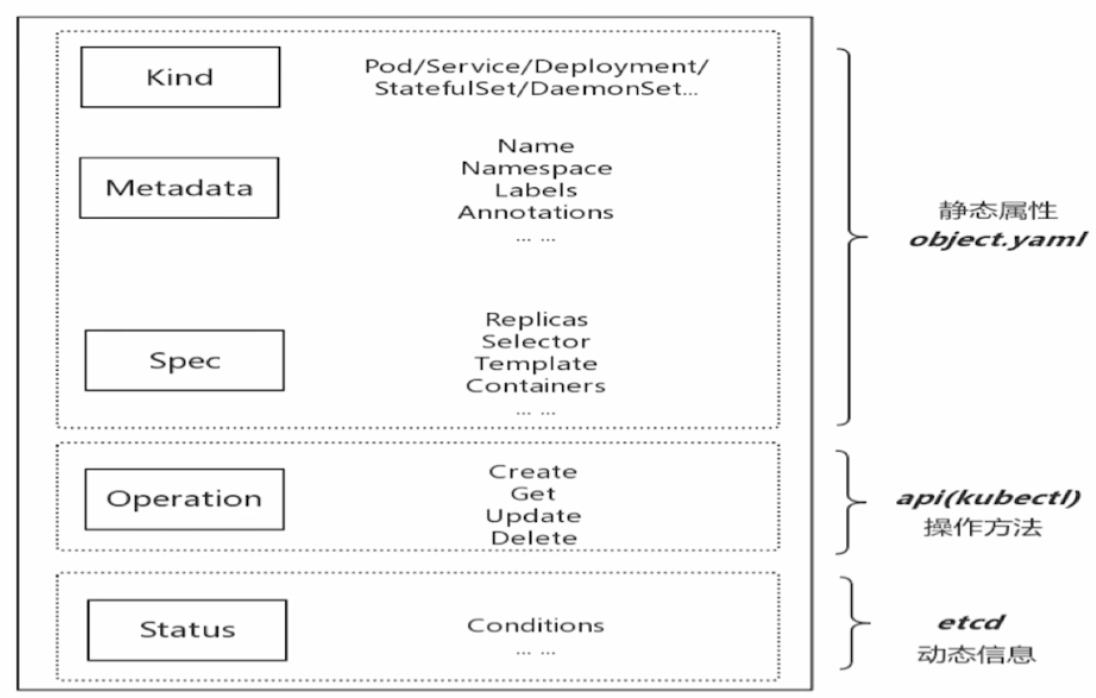 Kind
Pod/Service/Deployment/
StatefulSet/DaemonSet...
Metadata
Name
Namespace
Labels
Annotations
... ...
静态属性
object.yaml
Spec
Replicas
Selector
Template
Containers
... ...
Operation
Create
Get
Update
Delete
api(kubectl)
操作方法
Status
Conditions
... ...
etcd
动态信息